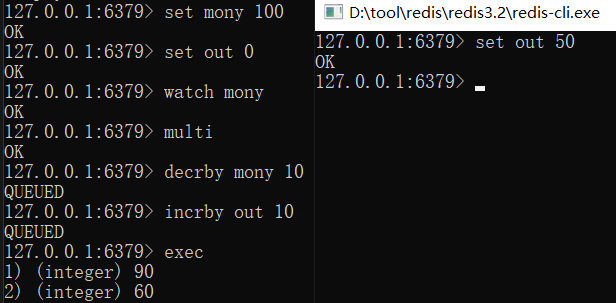 127.0.0.1:6379> set mony 100
OK
127.0.0.1:6379> set out 0
OK
127.0.0.1:6379> watch mony
OK
127.0.0.1:6379> multi
OK
127.0.0.1:6379> decrby mony 10
QUEUED
127.0.0.1:6379> incrby out 10
QUEUED
127.0.0.1:6379> exec
1) (integer) 90
2) (integer) 60
D:\tool\redis\redis3.2\redis-cli.exe
127.0.0.1:6379> set out 50
OK
127.0.0.1:6379>